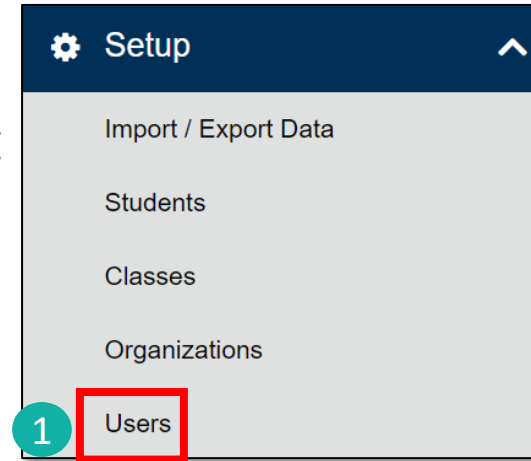 Setup
Import / Export Data
Students
Classes
Organizations
1 Users